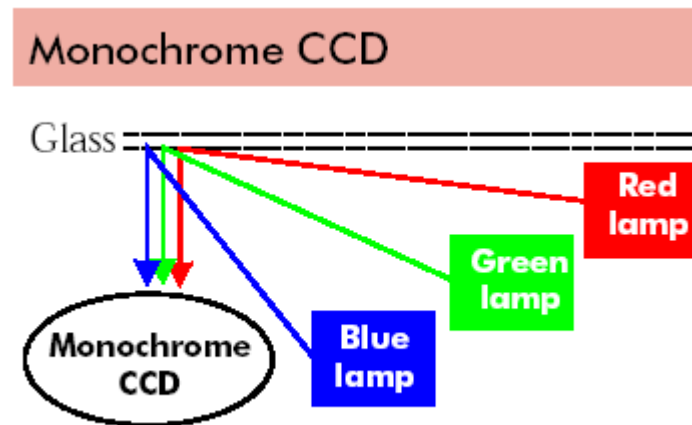 Monochrome CCD
Glass
Red
lamp
Green
lamp
Blue
lamp
Monochrome
CCD